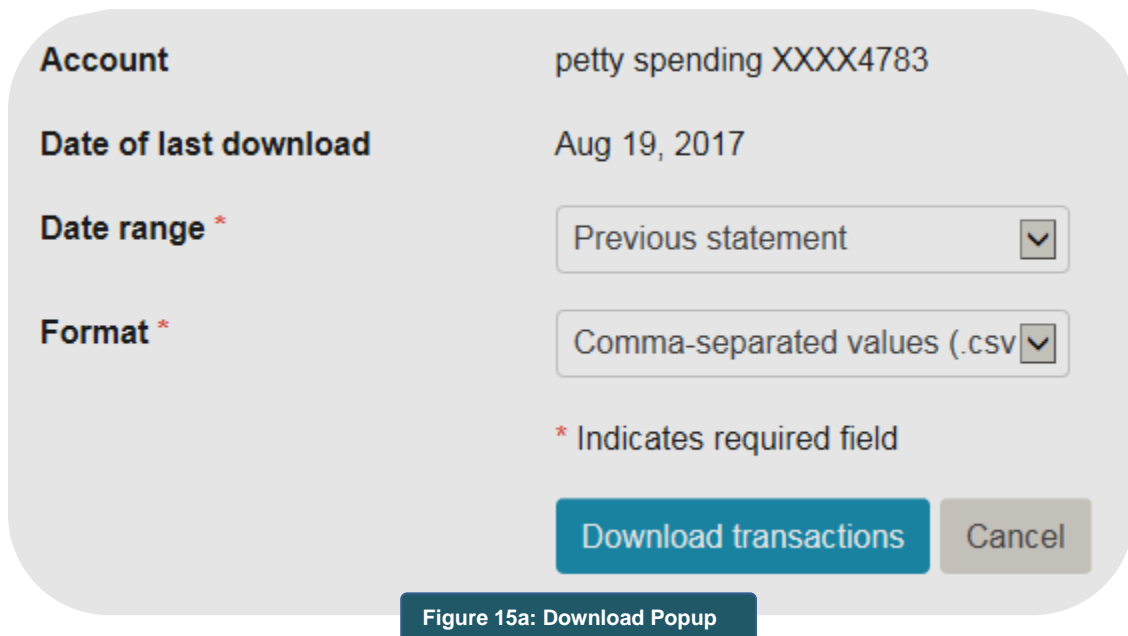 Account petty spending XXXX4783
Date of last download Aug 19, 2017
Date range * Previous statement
Format * Comma-separated values (.csv
* Indicates required field
Download transactions Cancel
Figure 15a: Download Popup